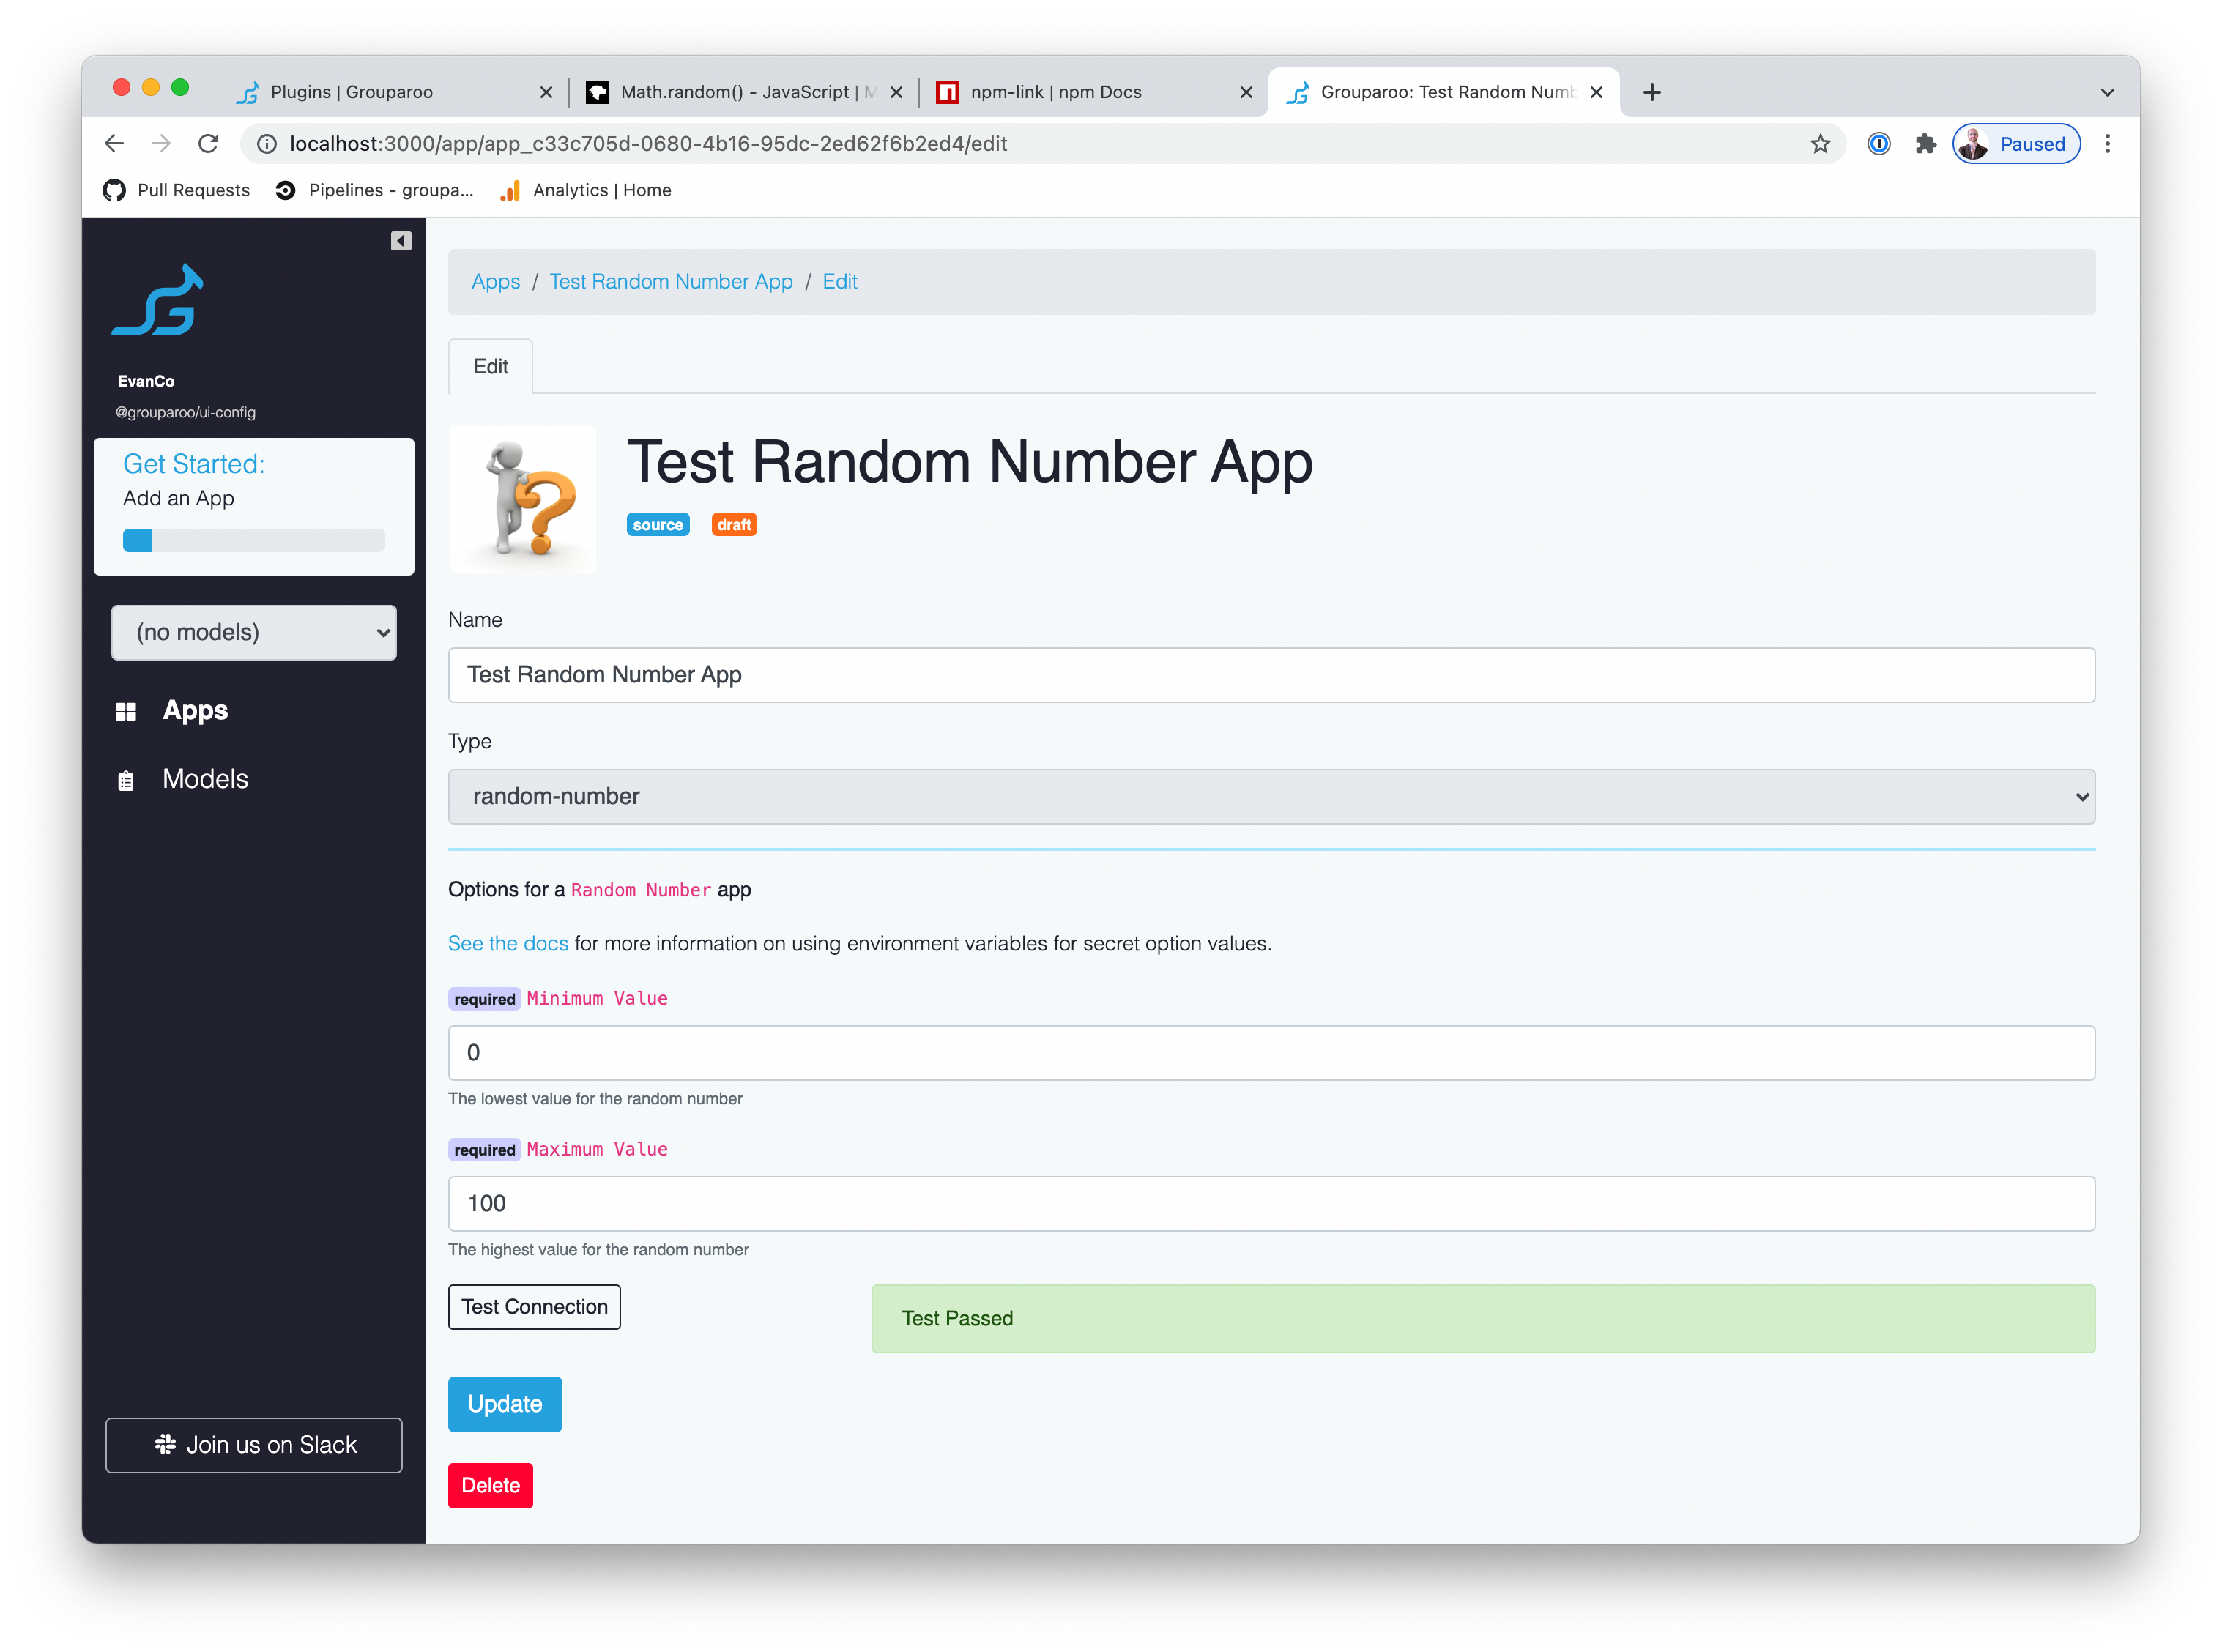 Plugins | Grouparoo
Math.random() - JavaScript | M
npm-link | npm Docs
Grouparoo: Test Random Numb
localhost:3000/app/app_c33c705d-0680-4b16-95dc-2ed62f6b2ed4/edit
Paused
Pull Requests
Pipelines - groupa...
Analytics | Home
EvanCo
@grouparoo/ui-config
Get Started:
Add an App
(no models)
Apps
Models
Join us on Slack
Apps / Test Random Number App / Edit
Edit
Test Random Number App
source draft
Name
Test Random Number App
Type
random-number
Options for a Random Number app
See the docs for more information on using environment variables for secret option values.
required Minimum Value
0
The lowest value for the random number
required Maximum Value
100
The highest value for the random number
Test Connection
Test Passed
Update
Delete